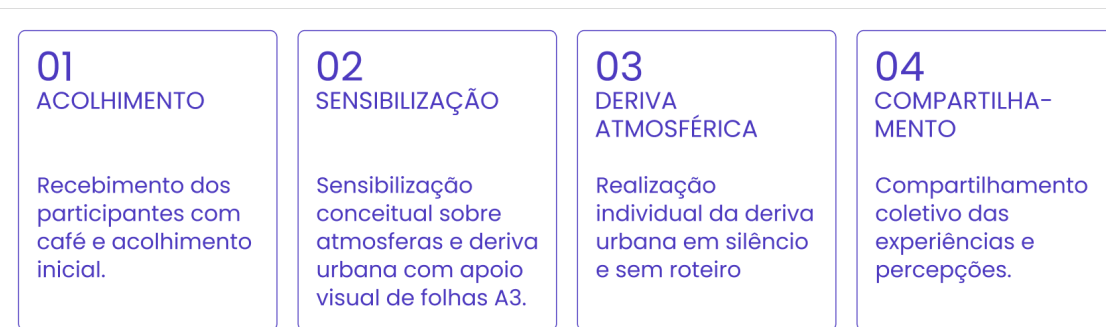 01
ACOLHIMENTO
Recebimento dos
participantes com
café e acolhimento
inicial.
02
SENSIBILIZAÇÃO
Sensibilização
conceitual sobre
atmosferas e deriva
urbana com apoio
visual de folhas A3.
03
DERIVA
ATMOSFÉRICA
Realização
individual da deriva
urbana em silêncio
e sem roteiro
04
COMPARTILHA-
MENTO
Compartilhamento
coletivo das
experiências e
percepções.